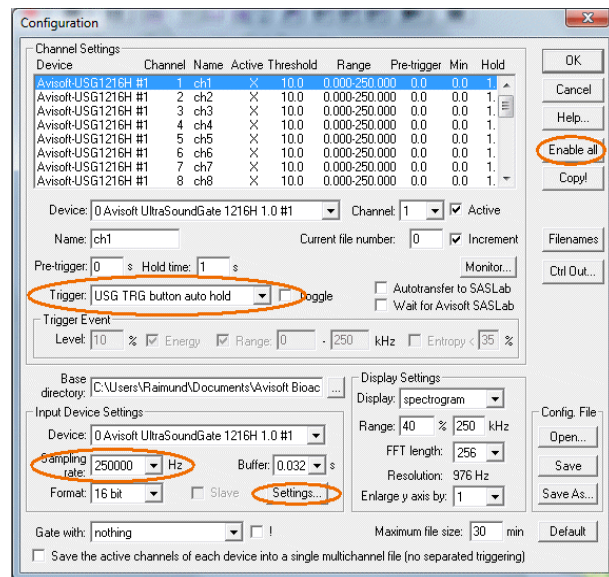 Configuration
Channel Settings
Device Channel Name Active Threshold Range Pre-trigger Min Hold
Avisoft-USG1216H #1 1 ch1 X 10.0 0.000-250.000 0.0 0.0 1.
Avisoft-USG1216H #1 2 ch2 X 10.0 0.000-250.000 0.0 0.0 1.
Avisoft-USG1216H #1 3 ch3 X 10.0 0.000-250.000 0.0 0.0 1.
Avisoft-USG1216H #1 4 ch4 X 10.0 0.000-250.000 0.0 0.0 1.
Avisoft-USG1216H #1 5 ch5 X 10.0 0.000-250.000 0.0 0.0 1.
Avisoft-USG1216H #1 6 ch6 X 10.0 0.000-250.000 0.0 0.0 1.
Avisoft-USG1216H #1 7 ch7 X 10.0 0.000-250.000 0.0 0.0 1.
Avisoft-USG1216H #1 8 ch8 X 10.0 0.000-250.000 0.0 0.0 1.
OK
Cancel
Help...
Enable all
Copy!
Device: 0 Avisoft UltraSoundGate 1216H 1.0 #1 Channel: 1 Active
Name: ch1 Current file number: 0 Increment
Filenames
Pre-trigger: 0 s Hold time: 1 s Monitor...
Ctrl Out...
Trigger: USG TRG button auto hold Toggle
Autotransfer to SASLab
Wait for Avisoft SASLab
Trigger Event
Level: 10 % Energy Range: 0 - 250 kHz Entropy < 35 %
Base directory: C:\Users\Raimund\Documents\Avisoft Bioac ...
Input Device Settings
Device: 0 Avisoft UltraSoundGate 1216H 1.0 #1
Sampling rate: 250000 Hz Buffer: 0.032 s
Format: 16 bit Slave Settings...
Display Settings
Display: spectrogram
Range: 40 % 250 kHz
FFT length: 256
Resolution: 976 Hz
Enlarge y axis by: 1
Config. File
Open...
Save
Save As...
Default
Gate with: nothing ! Maximum file size: 30 min
Save the active channels of each device into a single multichannel file (no separated triggering)